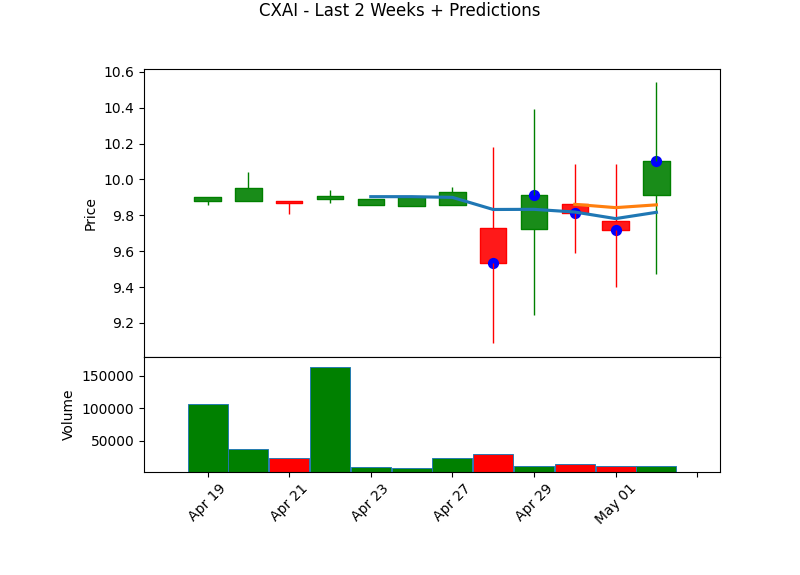 CXAI - Last 2 Weeks + Predictions
10.6
10.4
10.2
10.0
9.8
9.6
9.4
9.2
Price
150000
100000
50000
Volume
Apr 19
Apr 21
Apr 23
Apr 27
Apr 29
May 01